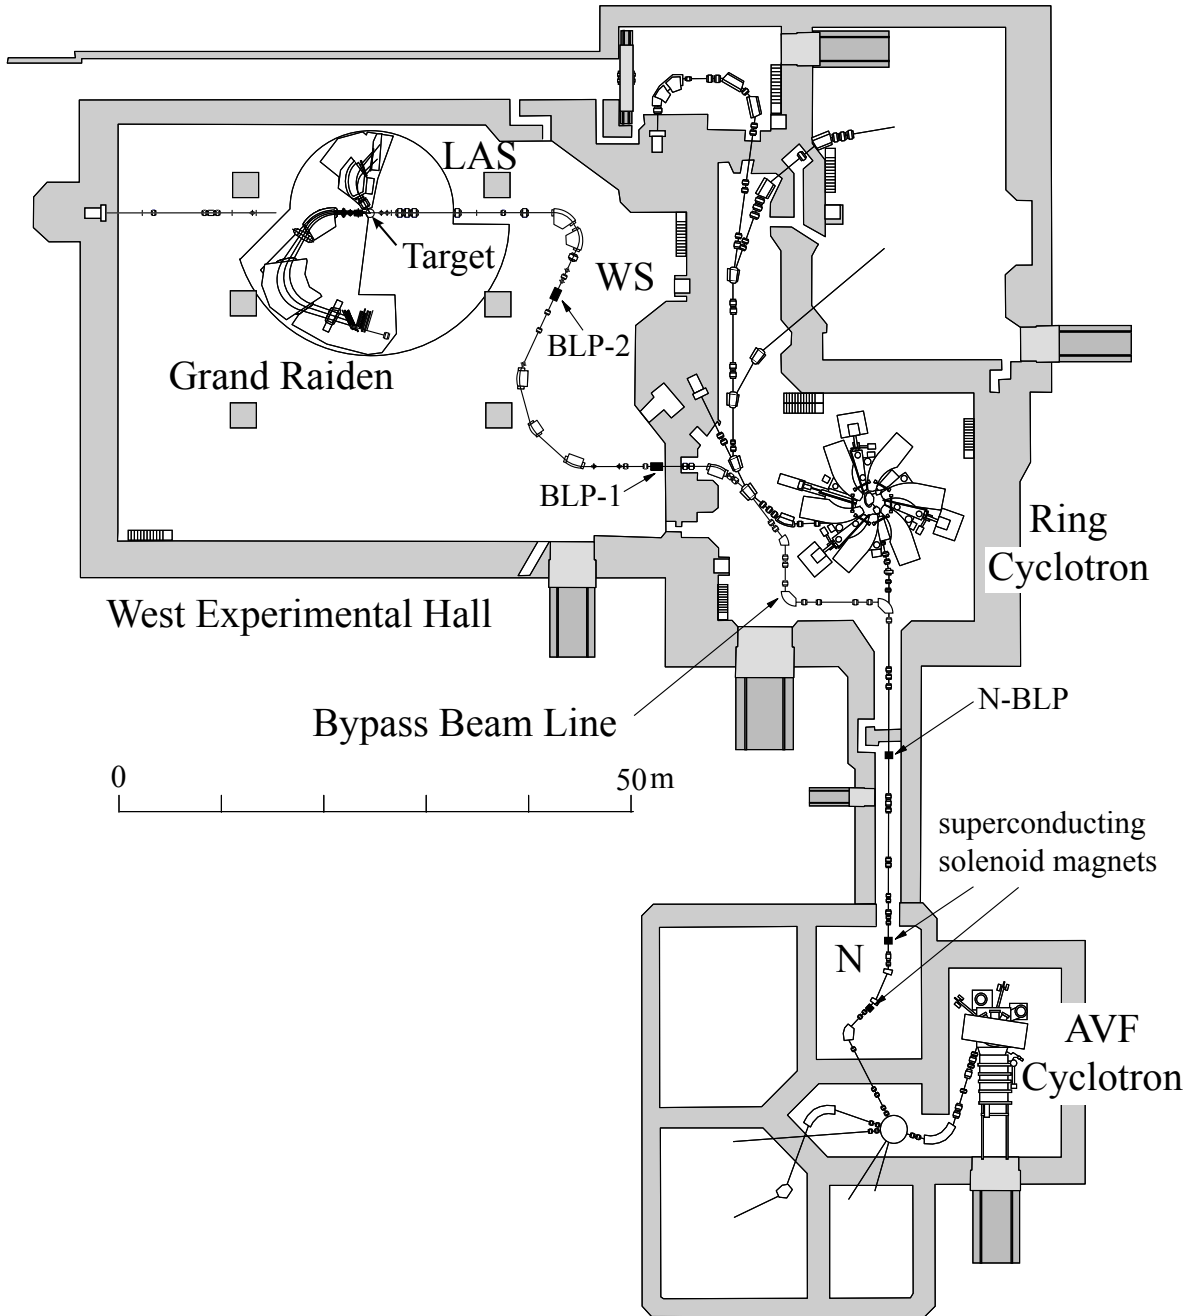 LAS
Target
WS
BLP-2
Grand Raiden
BLP-1
Ring
Cyclotron
West Experimental Hall
N-BLP
Bypass Beam Line
0
50 m
superconducting
solenoid magnets
N
AVF
Cyclotron